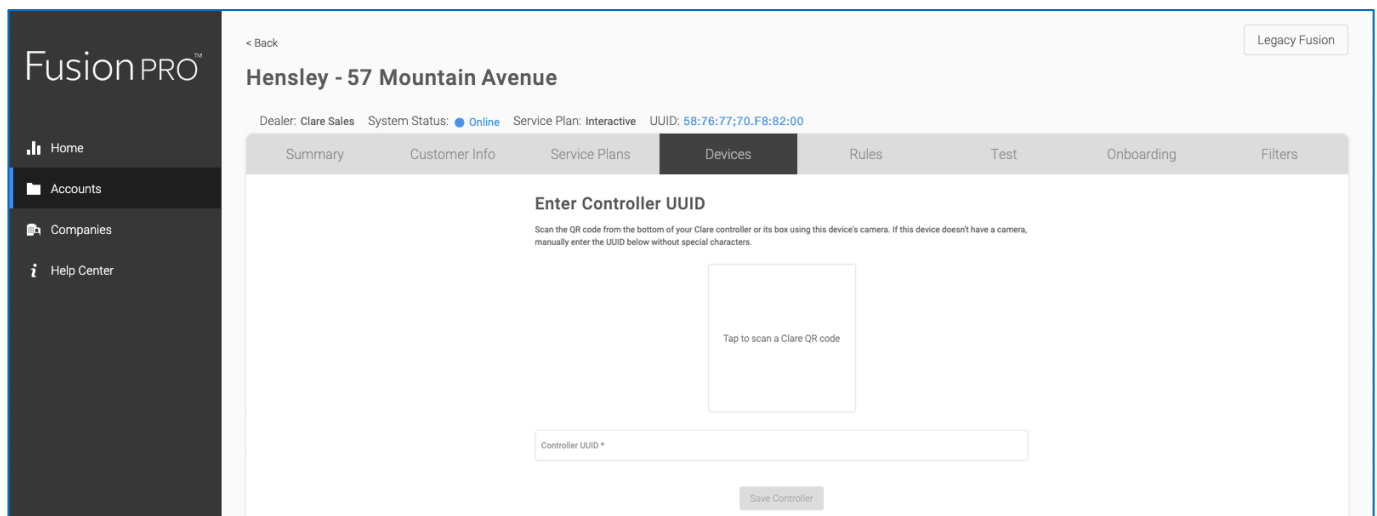 FusionPRO™
Home
Accounts
Companies
Help Center
< Back
Legacy Fusion
Hensley - 57 Mountain Avenue
Dealer: Clare Sales System Status: Online Service Plan: Interactive UUID: 58:76:77;70.F8:82:00
Summary Customer Info Service Plans Devices Rules Test Onboarding Filters
Enter Controller UUID
Scan the QR code from the bottom of your Clare controller or its box using this device's camera. If this device doesn't have a camera,
manually enter the UUID below without special characters.
Tap to scan a Clare QR code
Controller UUID *
Save Controller